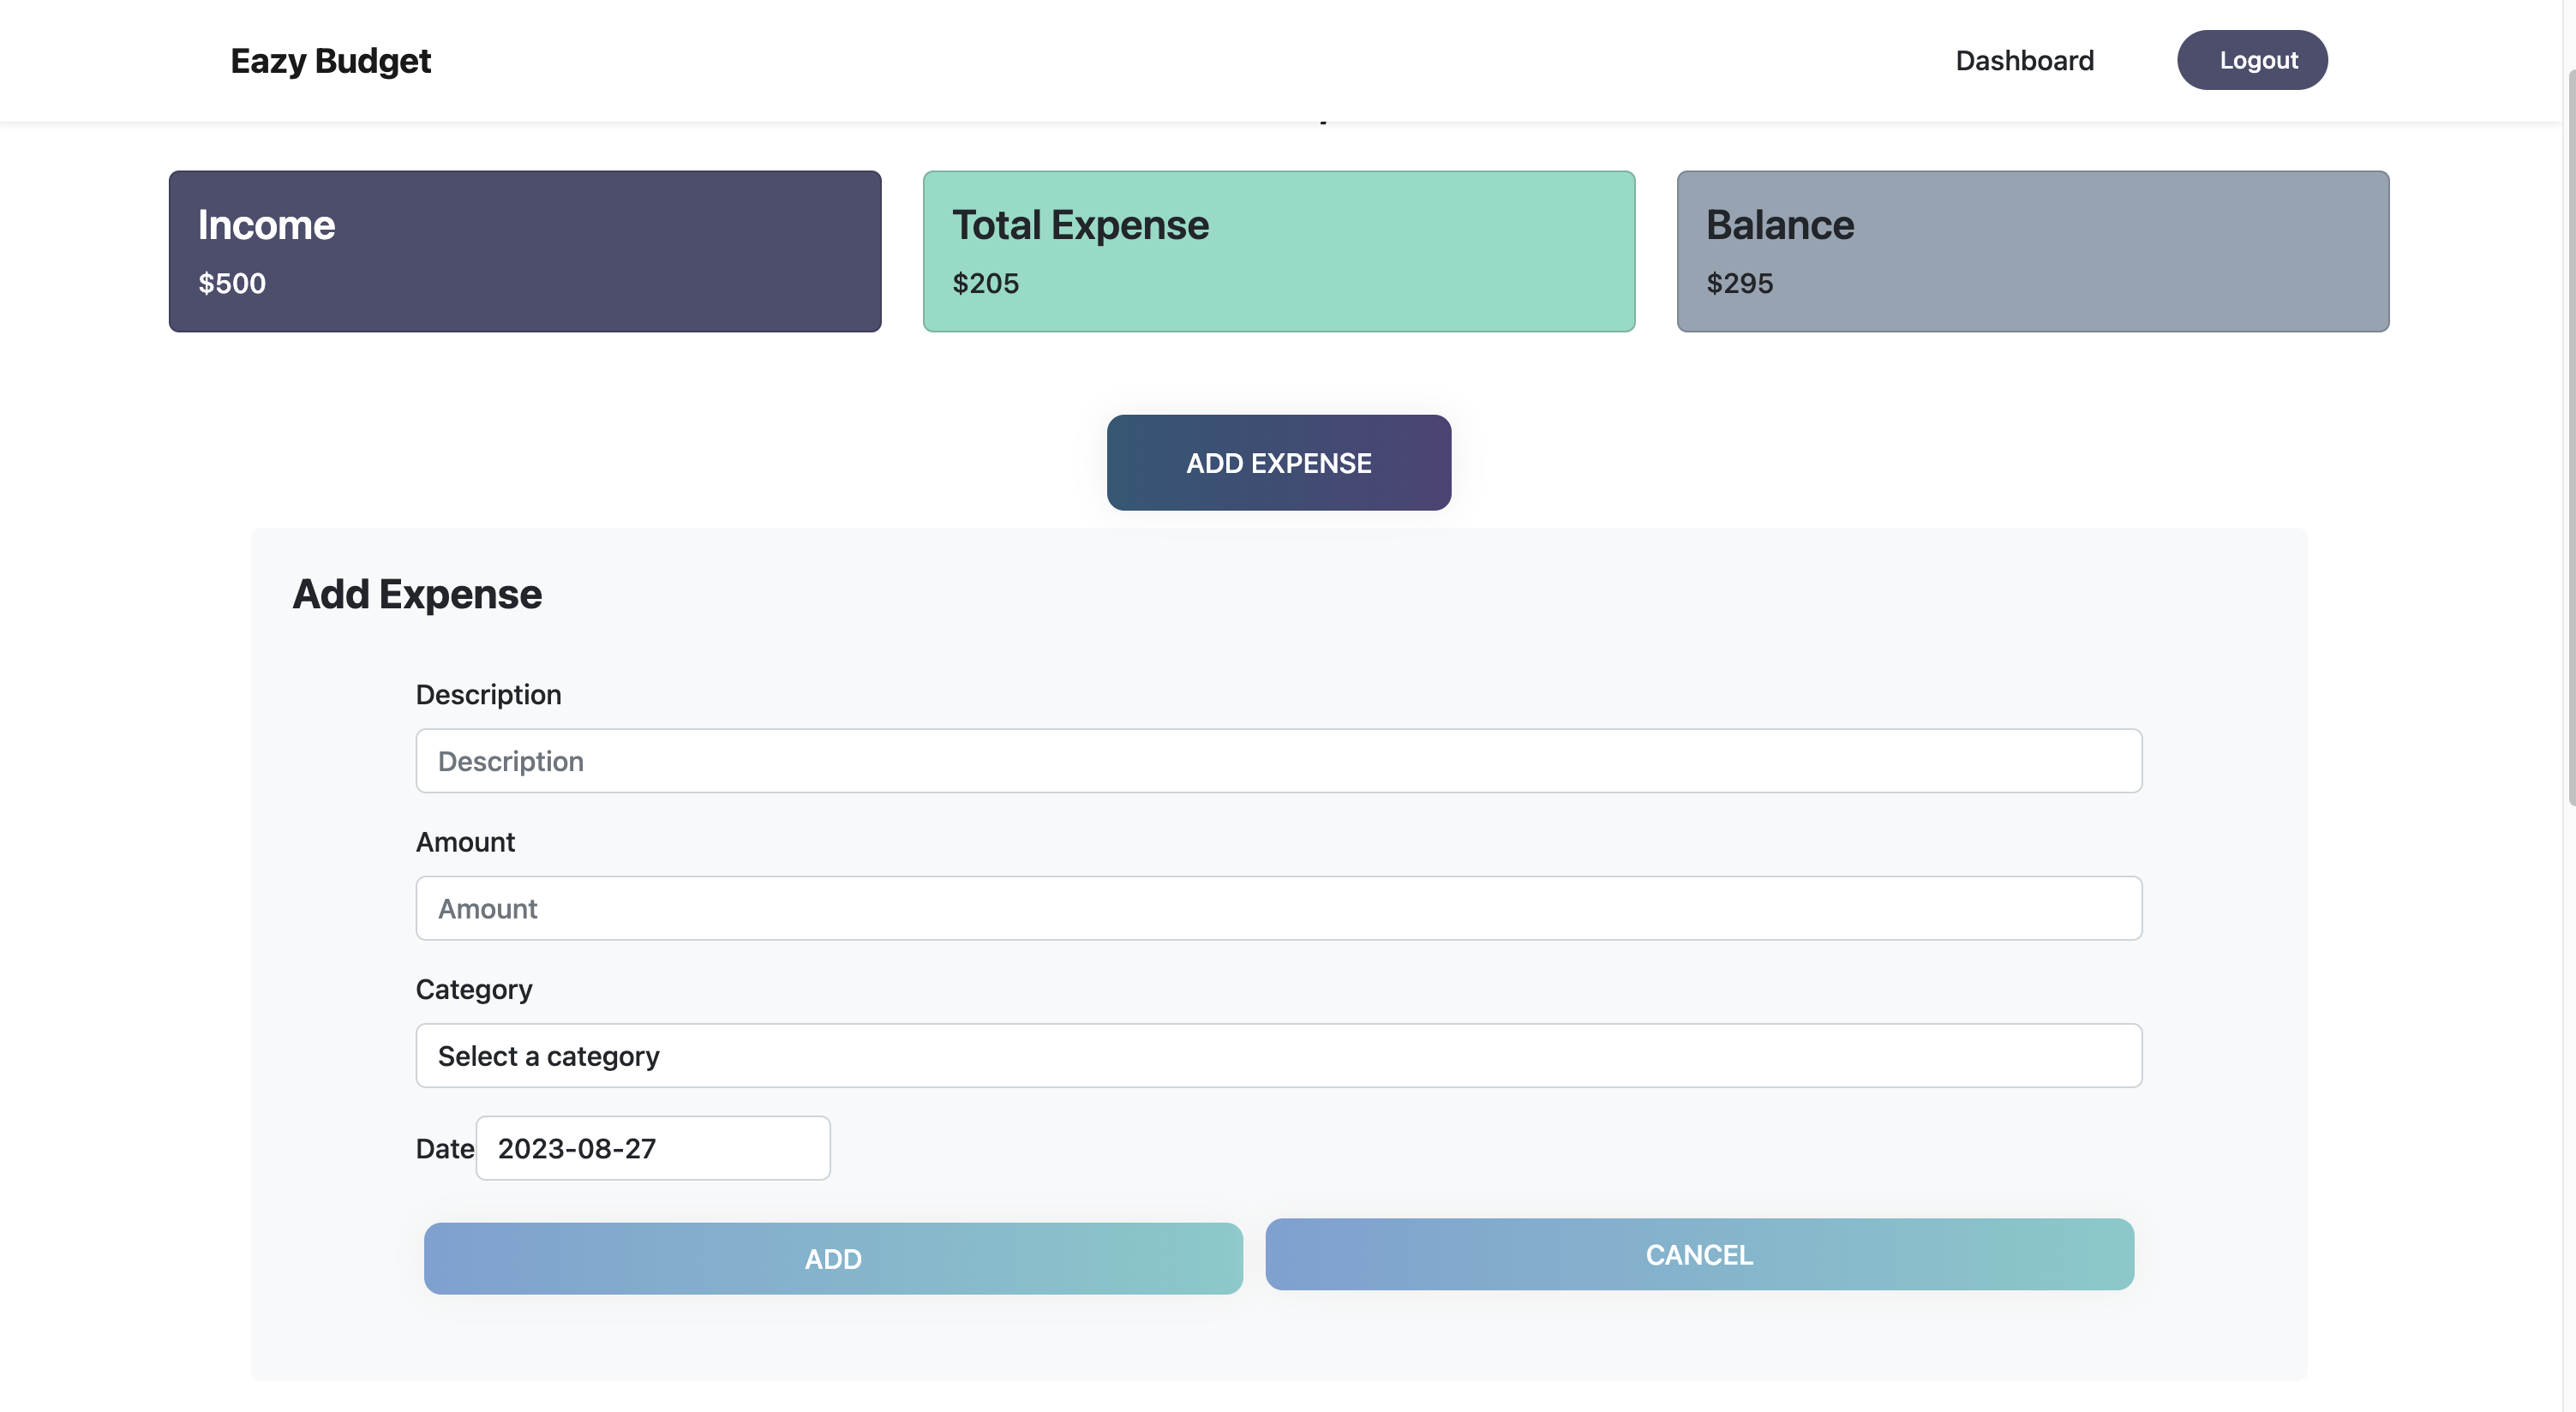 Eazy Budget
Dashboard
Logout
Income
$500
Total Expense
$205
Balance
$295
ADD EXPENSE
Add Expense
Description
Description
Amount
Amount
Category
Select a category
Date 2023-08-27
ADD
CANCEL